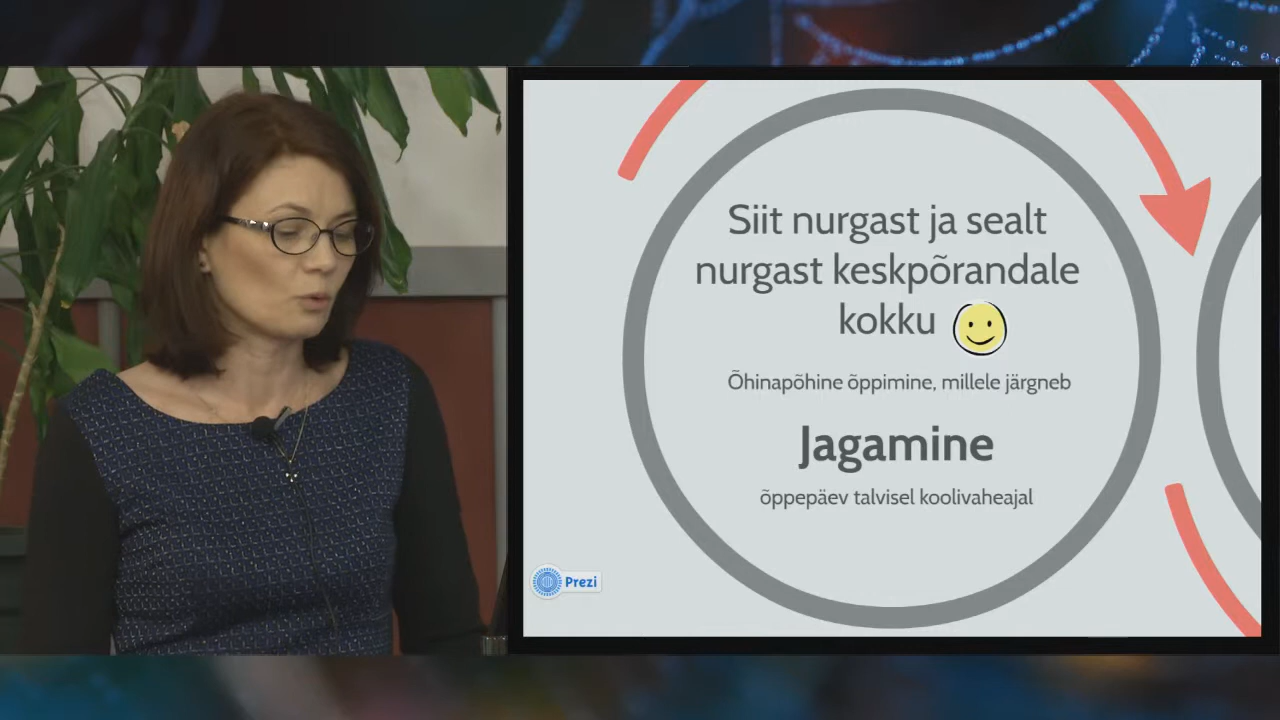 Siit nurgast ja sealt
nurgast keskpõrandale
kokku
Õhinapõhine õppimine, millele järgneb
Jagamine
õppepäev talvisel koolivaheajal
Prezi